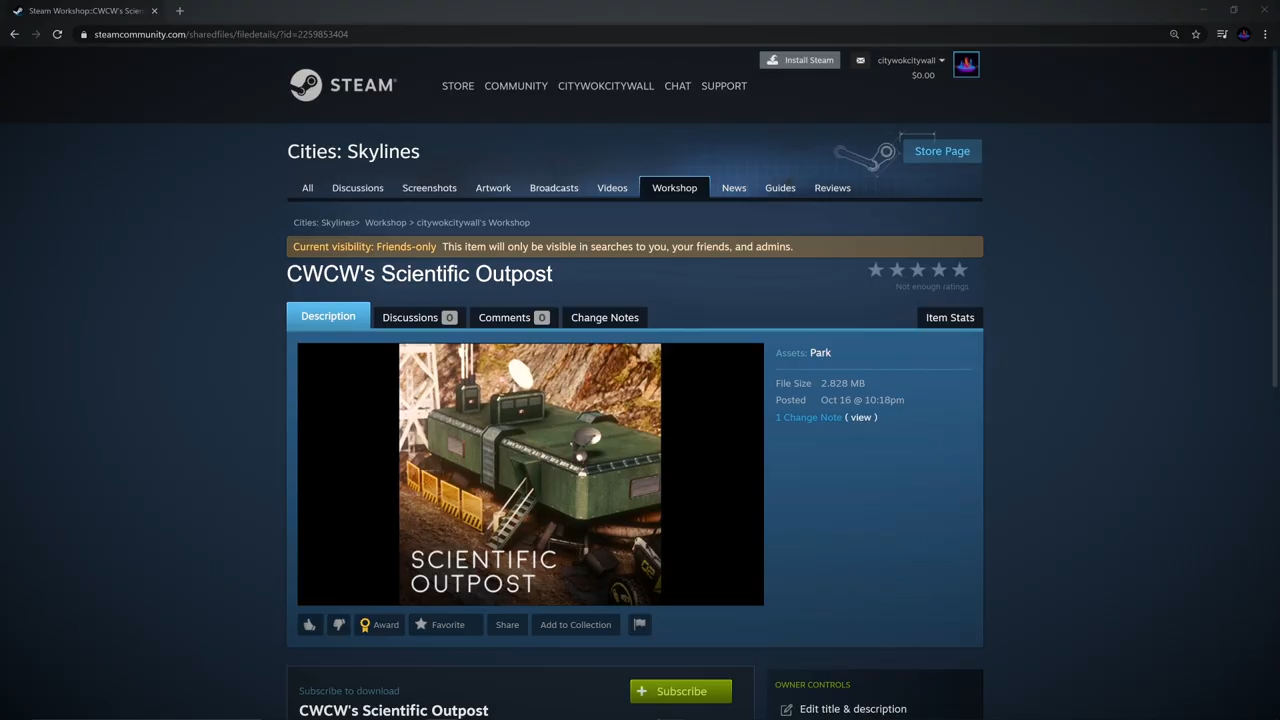 Steam Workshop::CWCW's Scien
steamcommunity.com/sharedfiles/filedetails/?id=2259853404
Install Steam
citywokcitywall
$0.00
STEAM
STORE COMMUNITY CITYWOKCITYWALL CHAT SUPPORT
Cities: Skylines
Store Page
All Discussions Screenshots Artwork Broadcasts Videos Workshop News Guides Reviews
Cities: Skylines> Workshop > citywokcitywall's Workshop
Current visibility: Friends-only This item will only be visible in searches to you, your friends, and admins.
CWCW's Scientific Outpost
Not enough ratings
Description Discussions 0 Comments 0 Change Notes Item Stats
Assets: Park
File Size 2.828 MB
Posted Oct 16 @ 10:18pm
1 Change Note ( view )
SCIENTIFIC
OUTPOST
Award Favorite Share Add to Collection
Subscribe to download
CWCW's Scientific Outpost
Subscribe
OWNER CONTROLS
Edit title & description